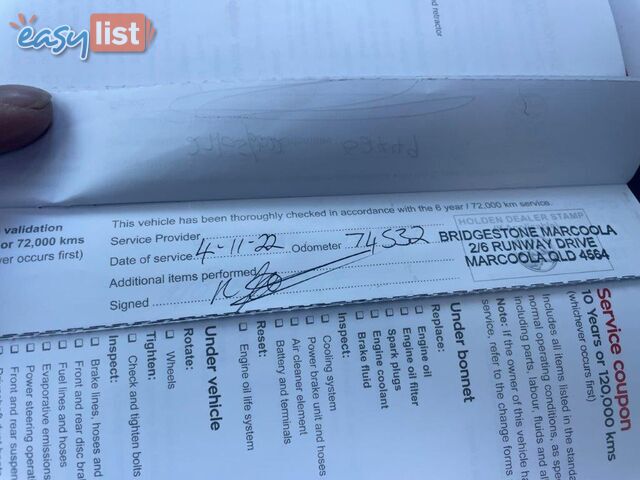 easylist
nd retractor
validation
or 72,000 kms
ver occurs first)
This vehicle has been thoroughly checked in accordance with the 6 year / 72,000 km service.
Service Provider
Date of service 4-11-22 Odometer 74532
Additional items performed
Signed
HOLDEN DEALER STAMP
BRIDGESTONE MARCOOLA
2/6 RUNWAY DRIVE
MARCOOLA QLD 4564
Service coupon
10 Years or 120,000 kms
(whichever occurs first)
Includes all items listed in the standa
normal operating conditions, as spe
including parts, labour, fluids and al
Note: If the owner of this vehicle ha
service, refer to the change forms
Under bonnet
Replace:
Engine oil
Engine oil filter
Spark plugs
Engine coolant
Brake fluid
Inspect:
Cooling system
Power brake unit and hoses
Air cleaner element
Battery and terminals
Reset:
Engine oil life system
Under vehicle
Rotate:
Wheels
Tighten:
Check and tighten bolts
Inspect:
Brake lines, hoses and
Front and rear disc bra
Fuel lines and hoses
Evaporative emissions
Power steering operat
Front and rear suspen